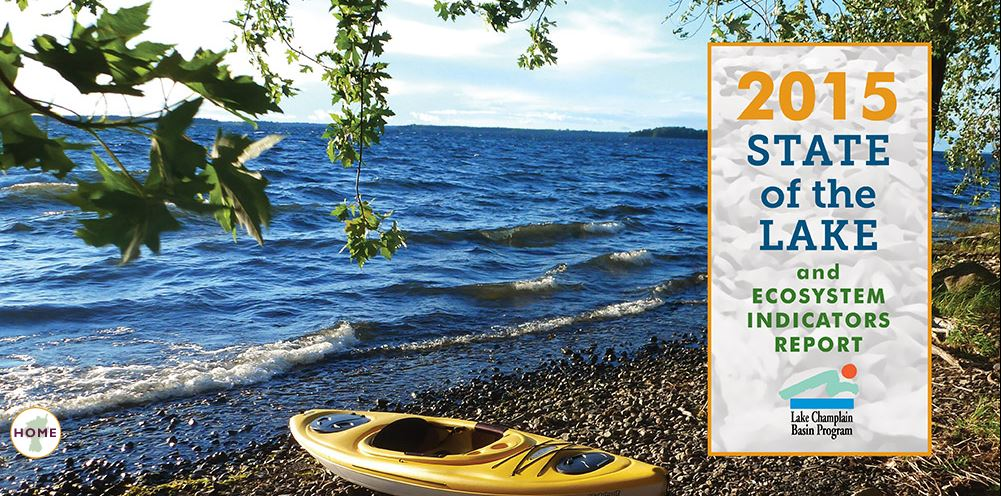 2015
STATE
of the
LAKE
and
ECOSYSTEM
INDICATORS
REPORT
Lake Champlain
Basin Program
HOME